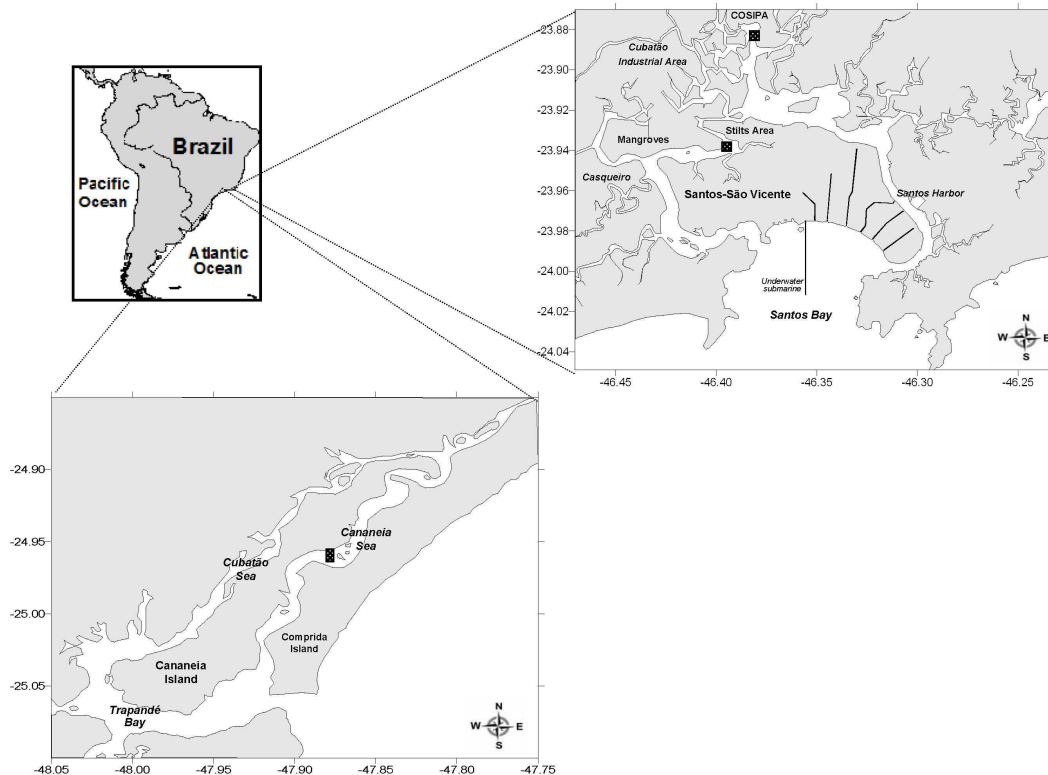 Brazil
Pacific
Ocean
Atlantic
Ocean
COSIPA
Cubatão
Industrial Area
Mangroves
Stilts Area
Casqueiro
Santos-São Vicente
Santos Harbor
Underwater
submarine
Santos Bay
N
W E
S
-23.88
-23.90
-23.92
-23.94
-23.96
-23.98
-24.00
-24.02
-24.04
-46.45
-46.40
-46.35
-46.30
-46.25
Cananeia
Sea
Cubatão
Sea
Comprida
Island
Cananeia
Island
Trapandé
Bay
N
W E
S
-24.90
-24.95
-25.00
-25.05
-48.05
-48.00
-47.95
-47.90
-47.85
-47.80
-47.75